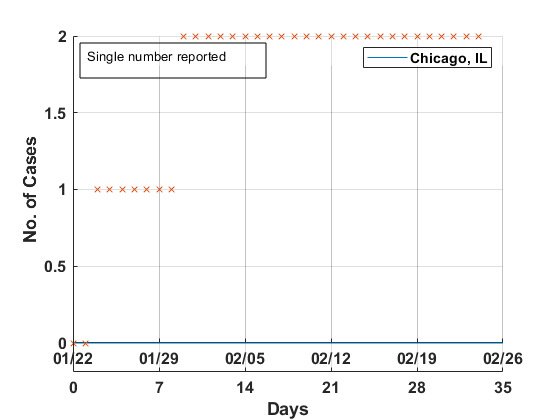 2
Single number reported
Chicago, IL
1.5
No. of Cases
1
0.5
0
01/22 01/29 02/05 02/12 02/19 02/26
0 7 14 21 28 35
Days